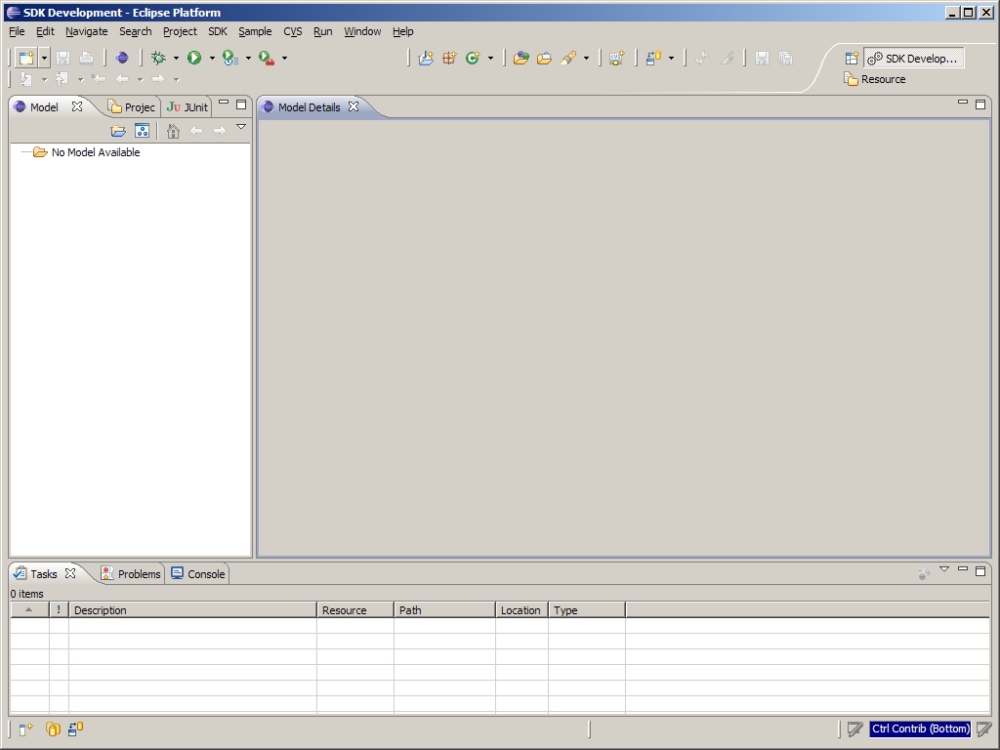 SDK Development - Eclipse Platform
File Edit Navigate Search Project SDK Sample CVS Run Window Help
SDK Develop...
Resource
Model Projec JUnit
Model Details
No Model Available
Tasks Problems Console
0 items
! Description Resource Path Location Type
Ctrl Contrib (Bottom)